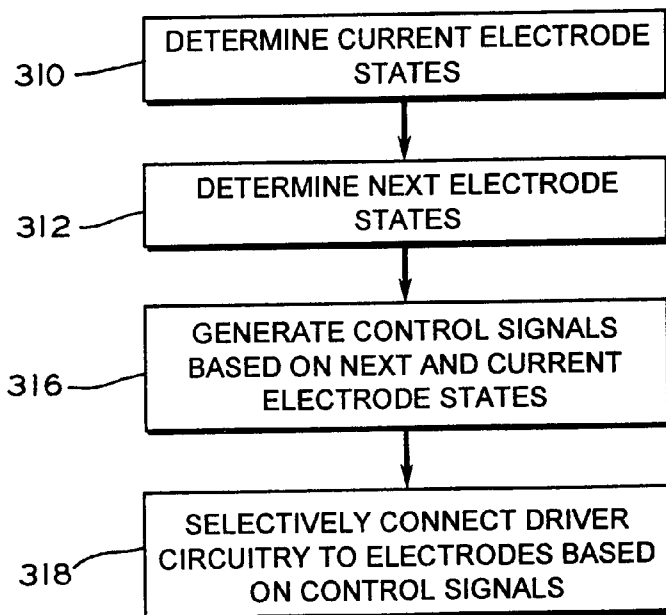 310
DETERMINE CURRENT ELECTRODE
STATES
312
DETERMINE NEXT ELECTRODE
STATES
316
GENERATE CONTROL SIGNALS
BASED ON NEXT AND CURRENT
ELECTRODE STATES
318
SELECTIVELY CONNECT DRIVER
CIRCUITRY TO ELECTRODES BASED
ON CONTROL SIGNALS